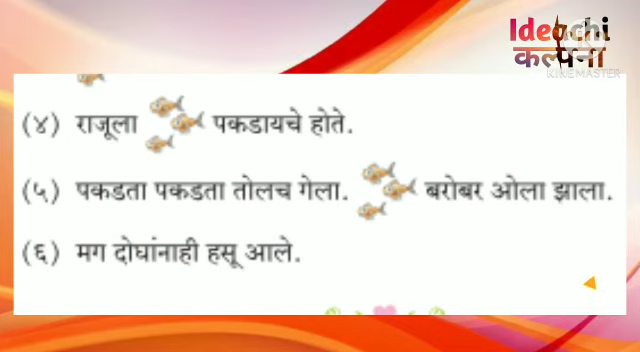 Ideachi
कल्पना
KINEMASTER
(४) राजूला पकडायचे होते.
(५) पकडता पकडता तोलच गेला. बरोबर ओला झाला.
(६) मग दोघांनाही हसू आले.